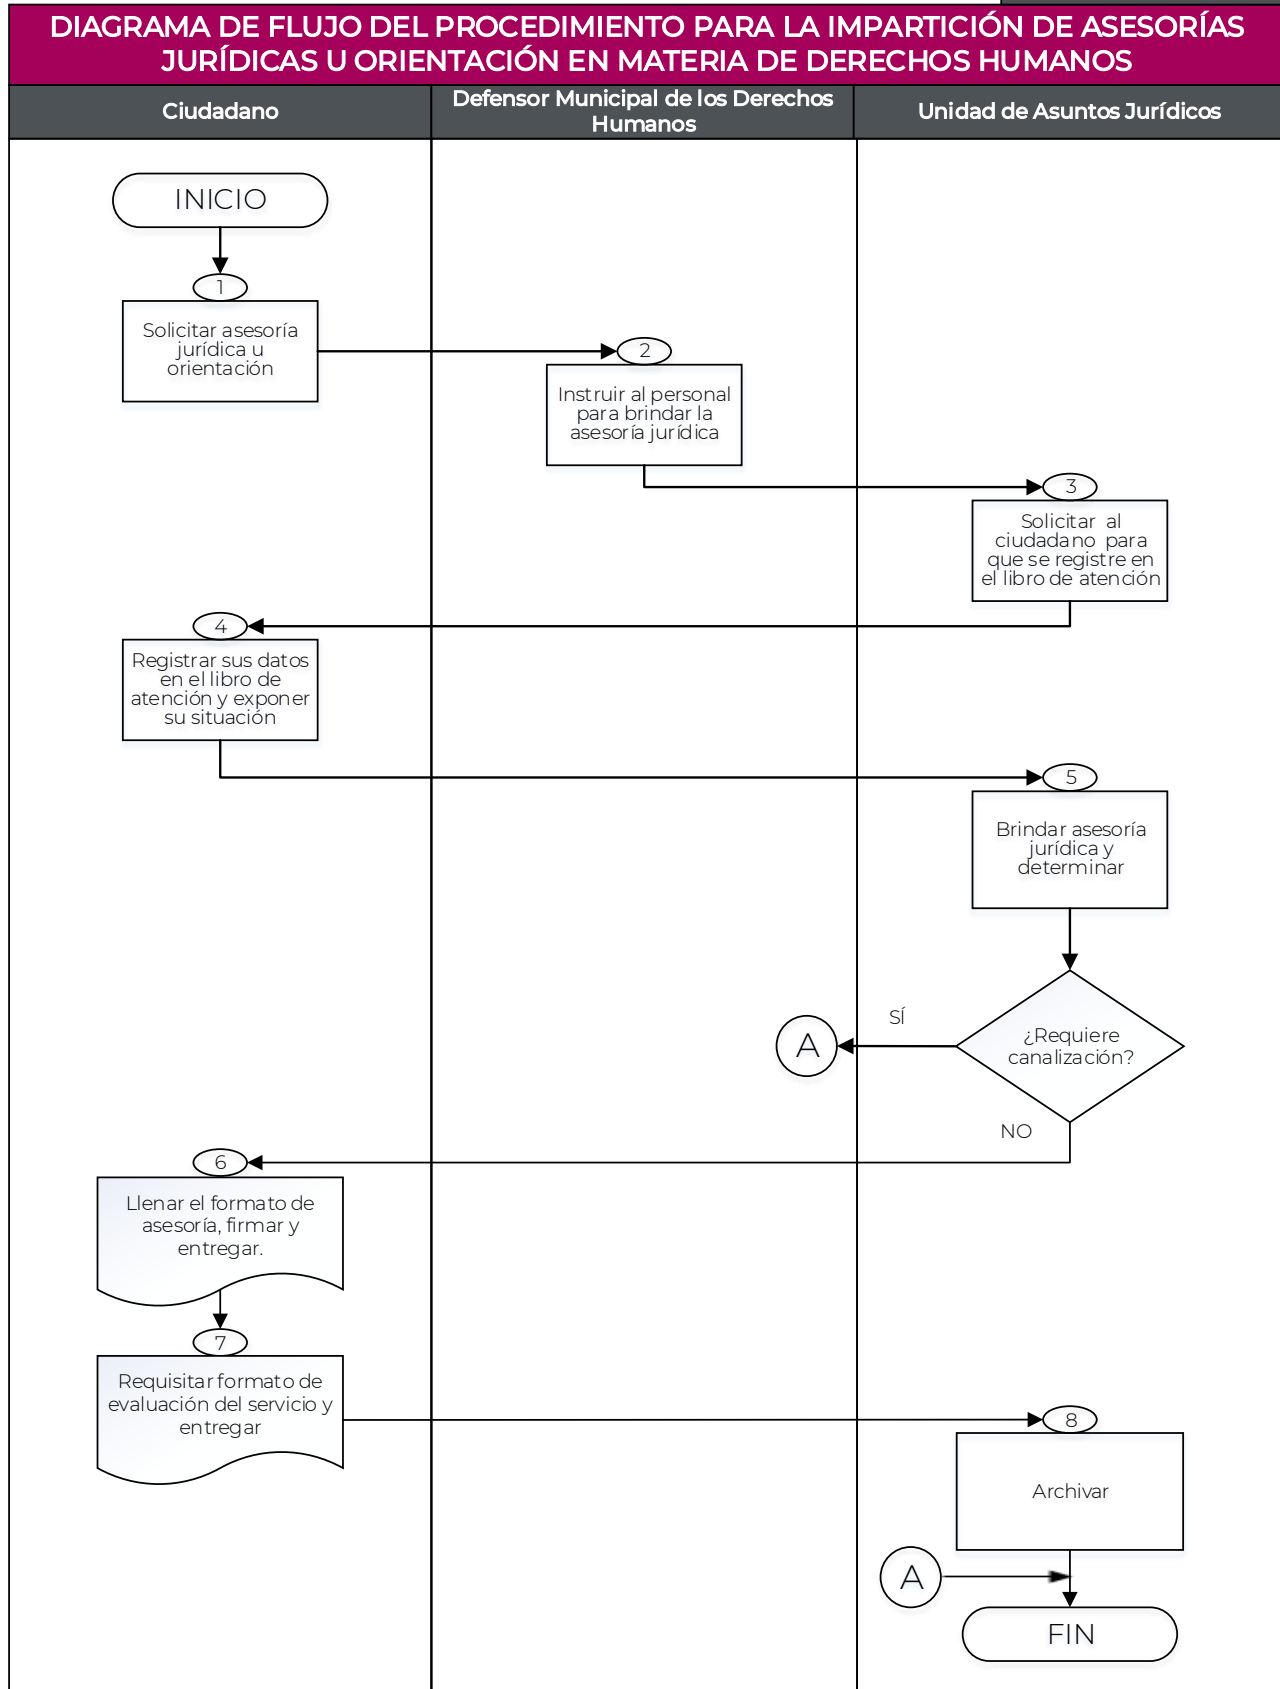 DIAGRAMA DE FLUJO DEL PROCEDIMIENTO PARA LA IMPARTICIÓN DE ASESORÍAS
JURÍDICAS U ORIENTACIÓN EN MATERIA DE DERECHOS HUMANOS
Ciudadano
Defensor Municipal de los Derechos
Humanos
Unidad de Asuntos Jurídicos
INICIO
1
Solicitar asesoría
jurídica u
orientación
2
Instruir al personal
para brindar la
asesoría jurídica
3
Solicitar al
ciudadano para
que se registre en
el libro de atención
4
Registrar sus datos
en el libro de
atención y exponer
su situación
5
Brindar asesoría
jurídica y
determinar
¿Requiere
canalización?
SÍ
A
NO
6
Llenar el formato de
asesoría, firmar y
entregar.
7
Requisitar formato de
evaluación del servicio y
entregar
8
Archivar
A
FIN